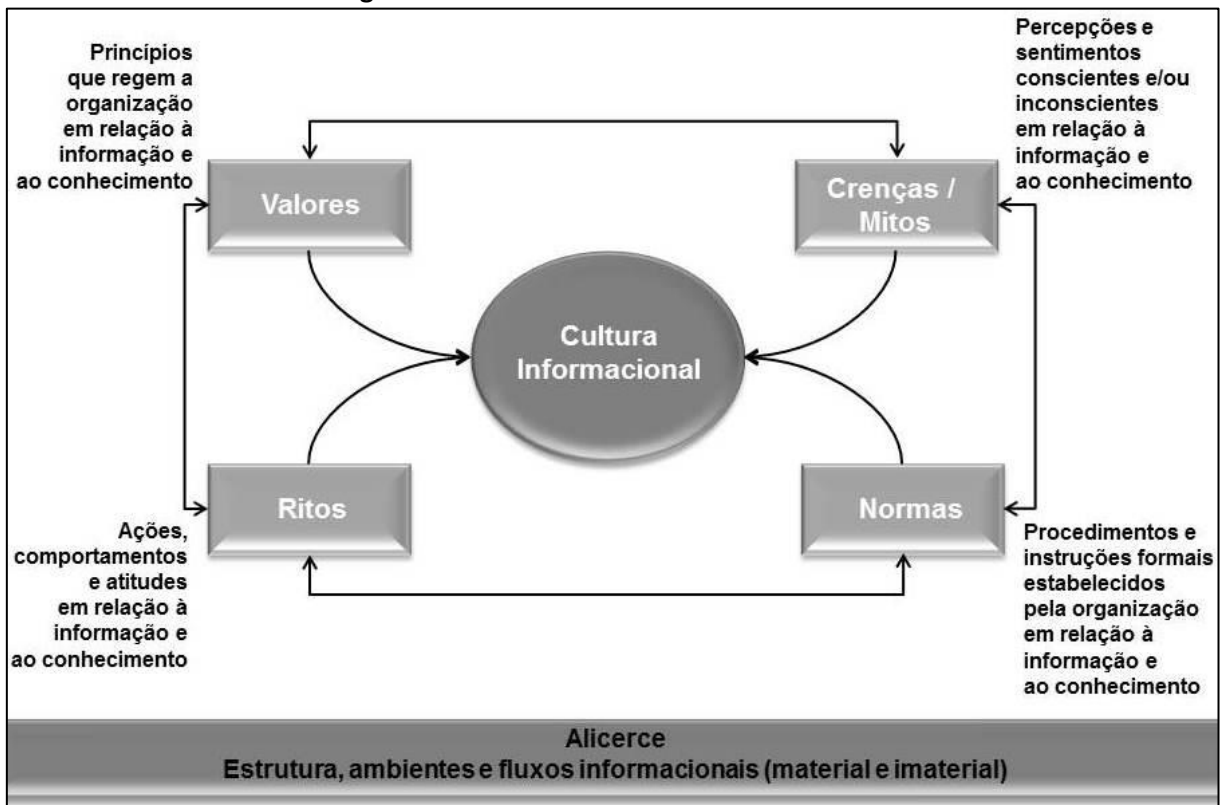 Princípios
que regem a
organização
em relação à
informação e
ao conhecimento
Percepções e
sentimentos
conscientes e/ou
inconscientes
em relação à
informação e
ao conhecimento
Valores
Crenças /
Mitos
Cultura
Informacional
Ritos
Normas
Ações,
comportamentos
e atitudes
em relação à
informação e
ao conhecimento
Procedimentos e
instruções formais
estabelecidos
pela organização
em relação à
informação e
ao conhecimento
Alicerce
Estrutura, ambientes e fluxos informacionais (material e imaterial)